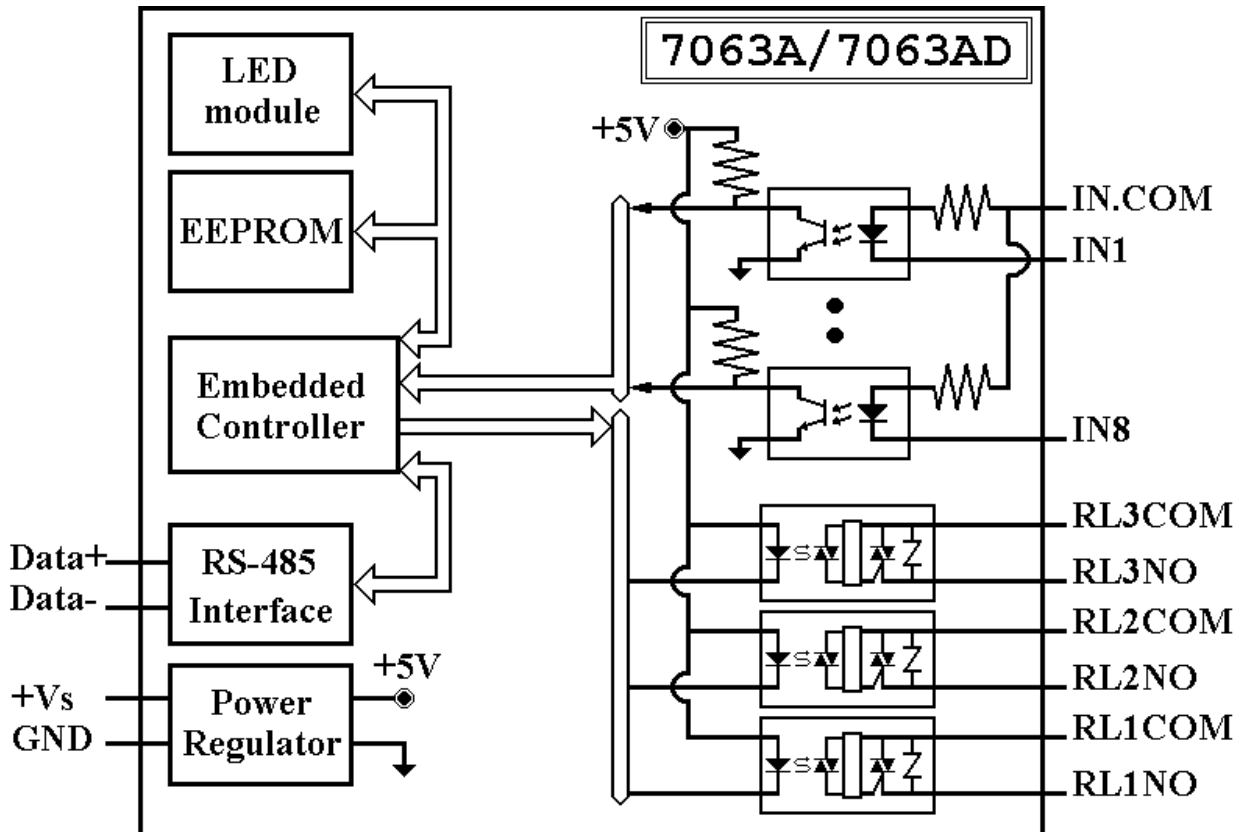 7063A/7063AD
LED
module
EEPROM
Embedded
Controller
RS-485
Interface
Power
Regulator
Data+
Data-
+Vs
GND
+5V
+5V
IN.COM
IN1
IN8
RL3COM
RL3NO
RL2COM
RL2NO
RL1COM
RL1NO